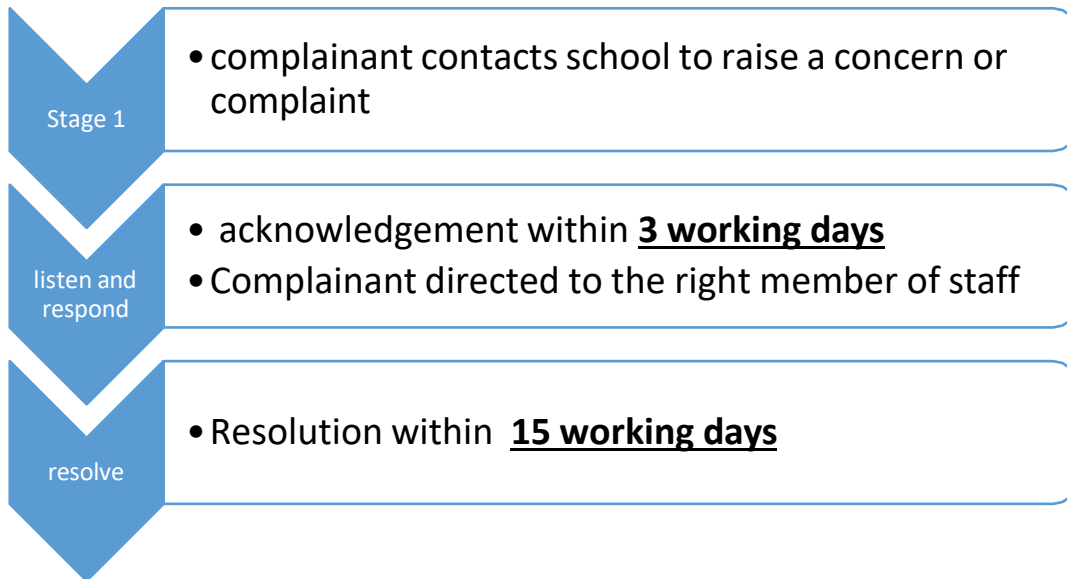 Stage 1
• complainant contacts school to raise a concern or
complaint
listen and
respond
• acknowledgement within 3 working days
• Complainant directed to the right member of staff
resolve
• Resolution within 15 working days